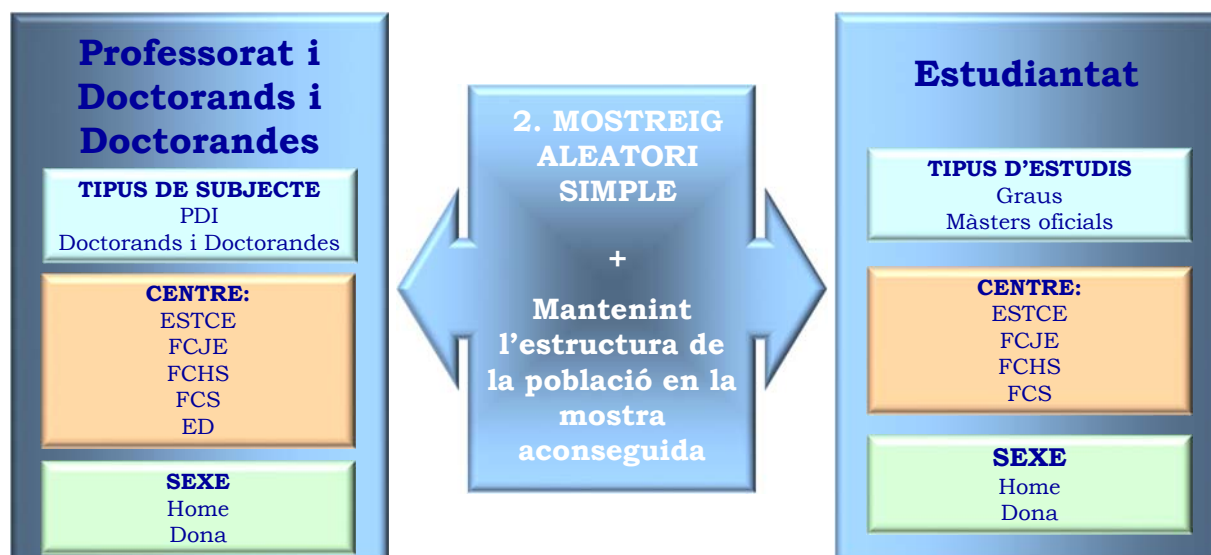 Professorat i
Doctorands i
Doctorandes
TIPUS DE SUBJECTE
PDI
Doctorands i Doctorandes
CENTRE:
ESTCE
FCJE
FCHS
FCS
ED
SEXE
Home
Dona
2. MOSTREIG
ALEATORI
SIMPLE
+
Mantenint
l’estructura de
la població en la
mostra
aconseguida
Estudiantat
TIPUS D’ESTUDIS
Graus
Màsters oficials
CENTRE:
ESTCE
FCJE
FCHS
FCS
SEXE
Home
Dona